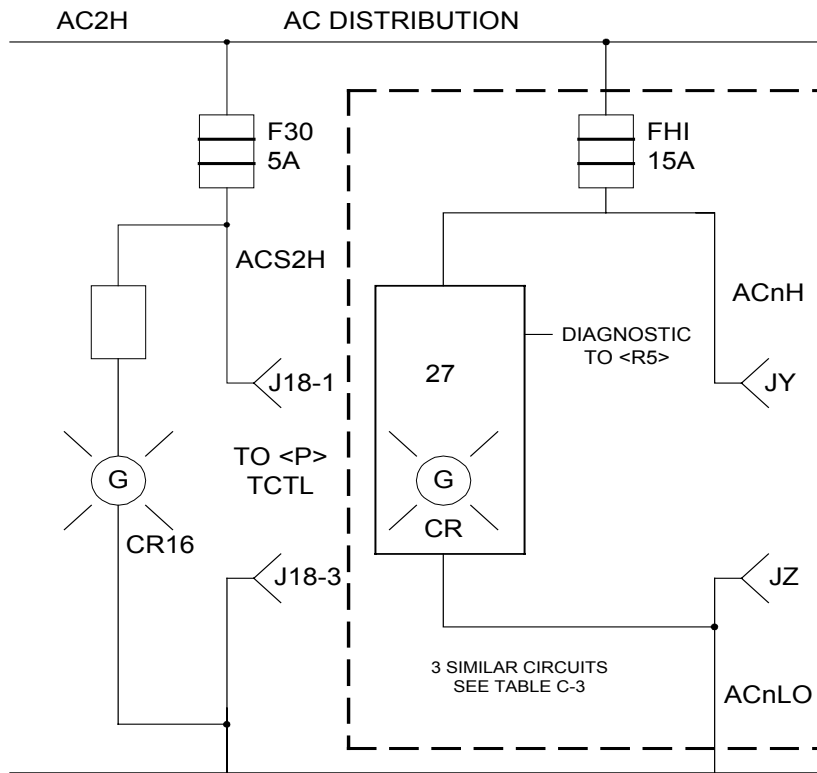 AC2H
AC DISTRIBUTION
F30
5A
FHI
15A
ACS2H
ACnH
DIAGNOSTIC
TO <R5>
27
J18-1
JY
TO <P>
TCTL
G
G
CR
CR16
J18-3
JZ
3 SIMILAR CIRCUITS
SEE TABLE C-3
ACnLO